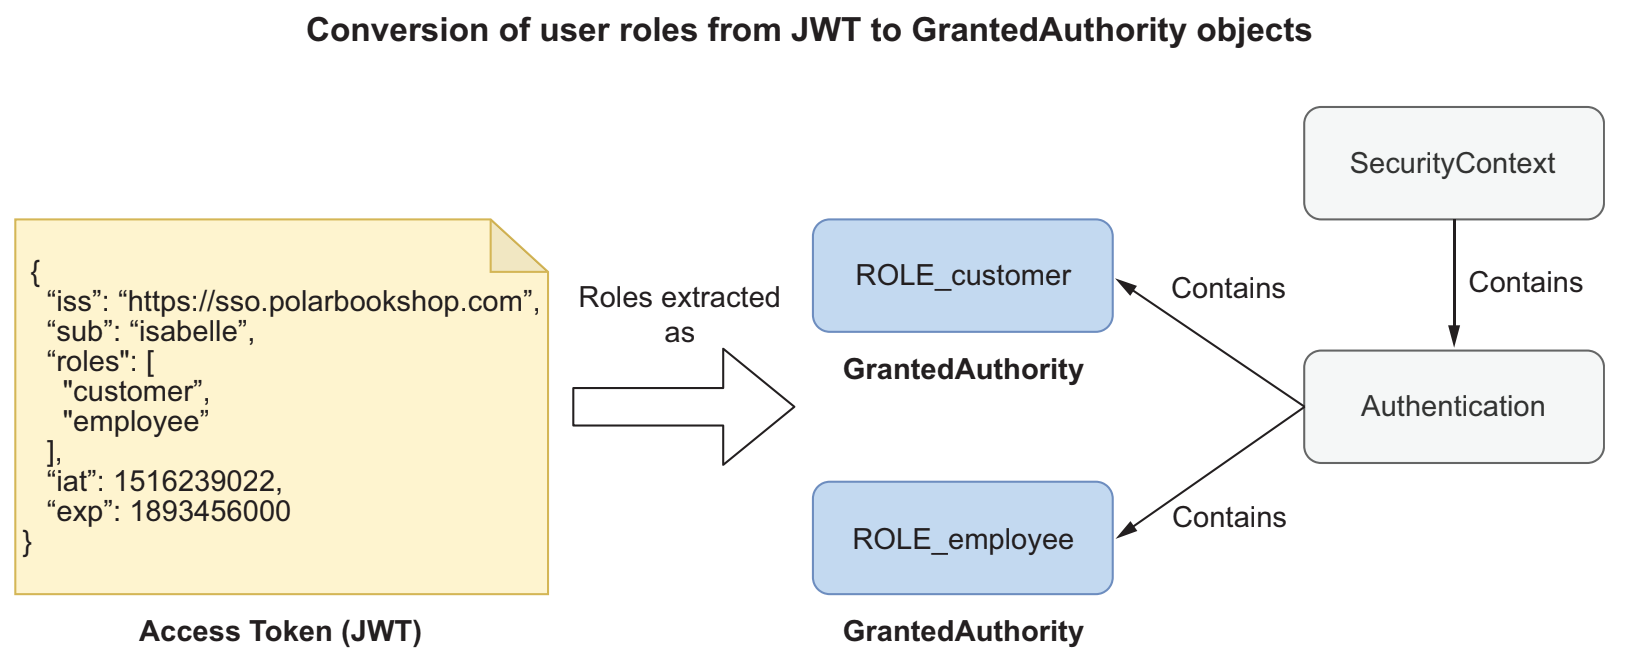 Conversion of user roles from JWT to GrantedAuthority objects
{
“iss”: “https://sso.polarbookshop.com”,
“sub”: “isabelle”,
“roles": [
"customer”,
"employee”
],
“iat”: 1516239022,
“exp”: 1893456000
}
Access Token (JWT)
Roles extracted
as
ROLE_customer
GrantedAuthority
ROLE_employee
GrantedAuthority
Contains
Contains
SecurityContext
Contains
Authentication